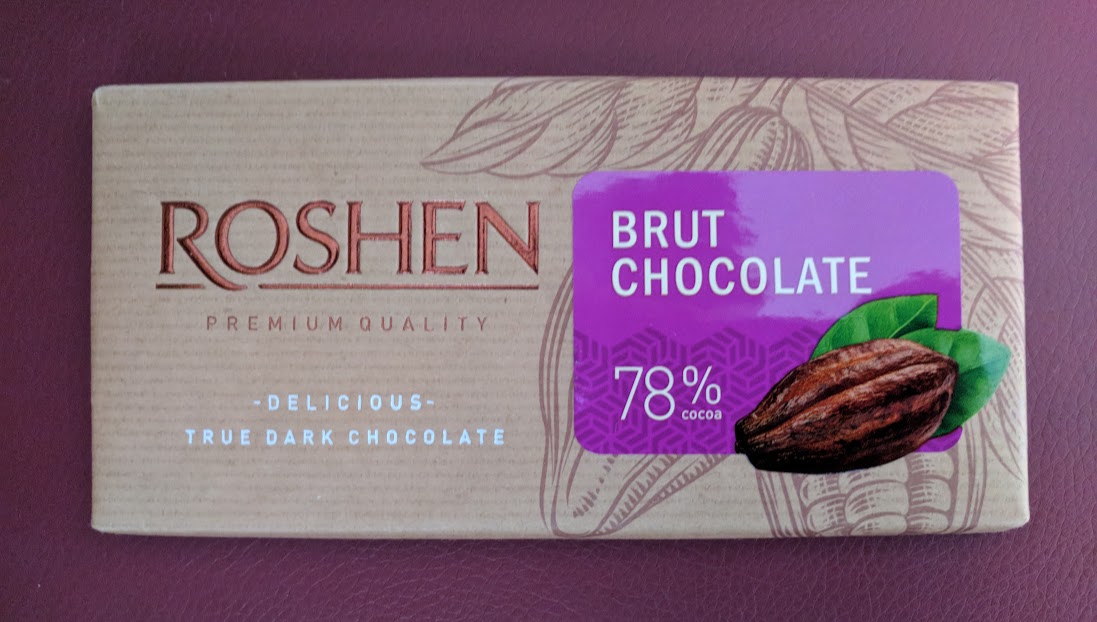 ROSHEN
PREMIUM QUALITY
-DELICIOUS-
TRUE DARK CHOCOLATE
BRUT
CHOCOLATE
78%
cocoa